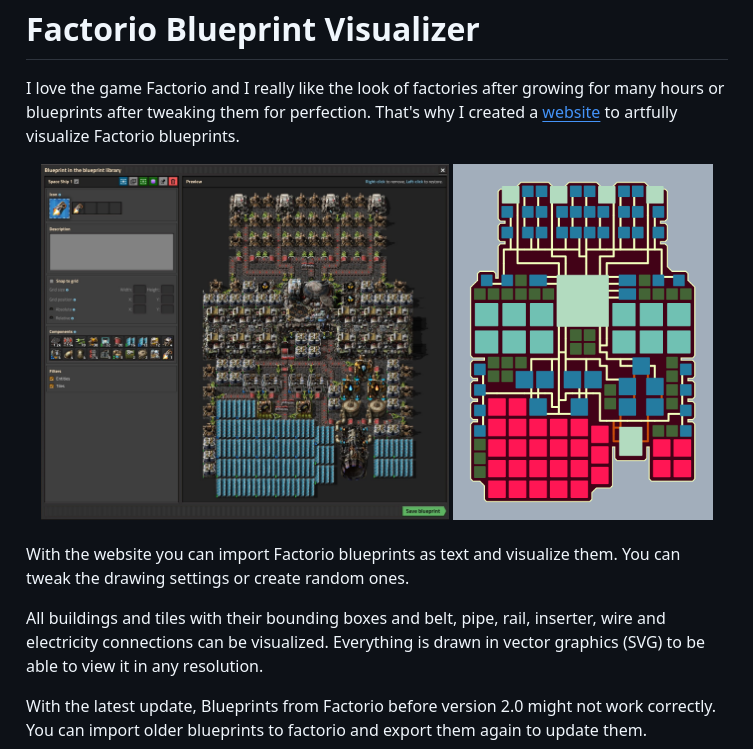 Factorio Blueprint Visualizer
I love the game Factorio and I really like the look of factories after growing for many hours or
blueprints after tweaking them for perfection. That's why I created a website to artfully
visualize Factorio blueprints.
Blueprint in the blueprint library
Space Ship 1
Preview
Right-click to remove. Left-click to restore.
Icon
Description
Snap to grid
Components
Filters
Entities
Tiles
Save blueprint
With the website you can import Factorio blueprints as text and visualize them. You can
tweak the drawing settings or create random ones.
All buildings and tiles with their bounding boxes and belt, pipe, rail, inserter, wire and
electricity connections can be visualized. Everything is drawn in vector graphics (SVG) to be
able to view it in any resolution.
With the latest update, Blueprints from Factorio before version 2.0 might not work correctly.
You can import older blueprints to factorio and export them again to update them.